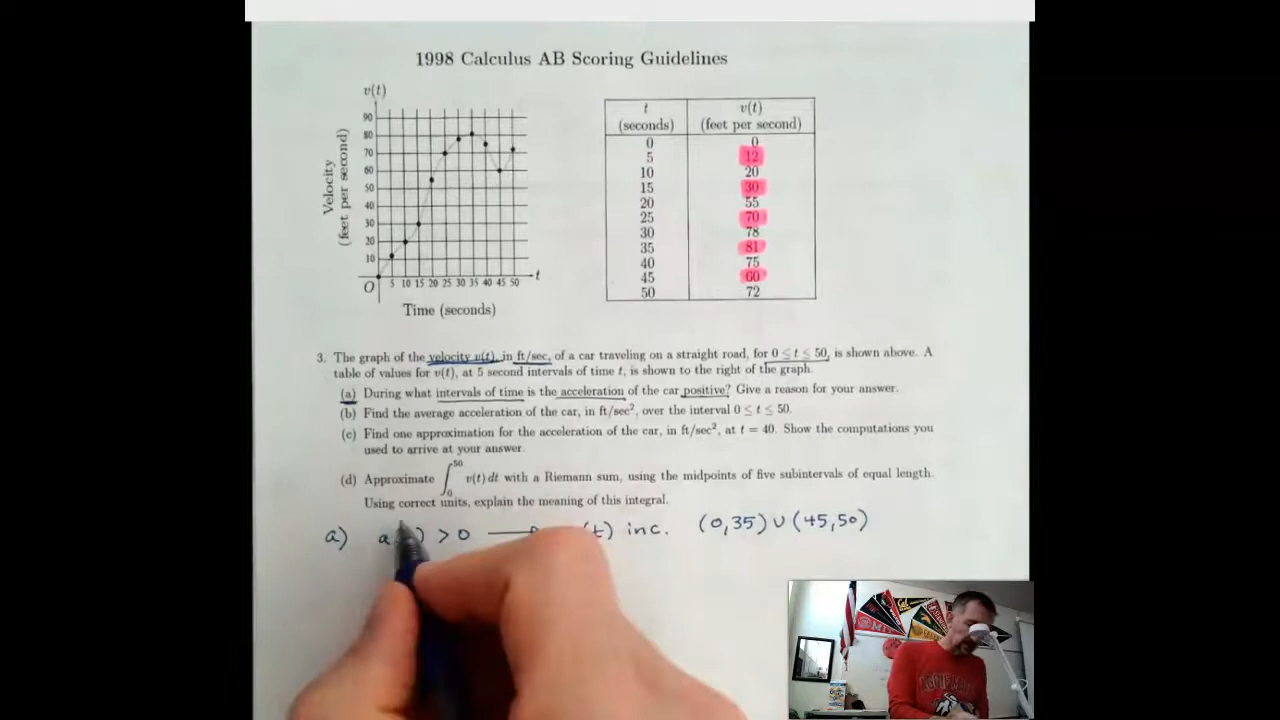 1998 Calculus AB Scoring Guidelines
v(t)
90
80
70
60
50
40
30
20
10
O
5 10 15 20 25 30 35 40 45 50
t
Velocity
(feet per second)
Time (seconds)
t v(t)
(seconds) (feet per second)
0 0
5 12
10 20
15 30
20 55
25 70
30 78
35 81
40 75
45 60
50 72
3. The graph of the velocity v(t), in ft/sec, of a car traveling on a straight road, for 0 ≤ t ≤ 50, is shown above. A
table of values for v(t), at 5 second intervals of time t, is shown to the right of the graph.
(a) During what intervals of time is the acceleration of the car positive? Give a reason for your answer.
(b) Find the average acceleration of the car, in ft/sec², over the interval 0 ≤ t ≤ 50.
(c) Find one approximation for the acceleration of the car, in ft/sec², at t = 40. Show the computations you
used to arrive at your answer.
(d) Approximate ∫₀⁵⁰ v(t) dt with a Riemann sum, using the midpoints of five subintervals of equal length.
Using correct units, explain the meaning of this integral.
a) a ) > 0 (t) inc. (0,35) ∪ (45,50)